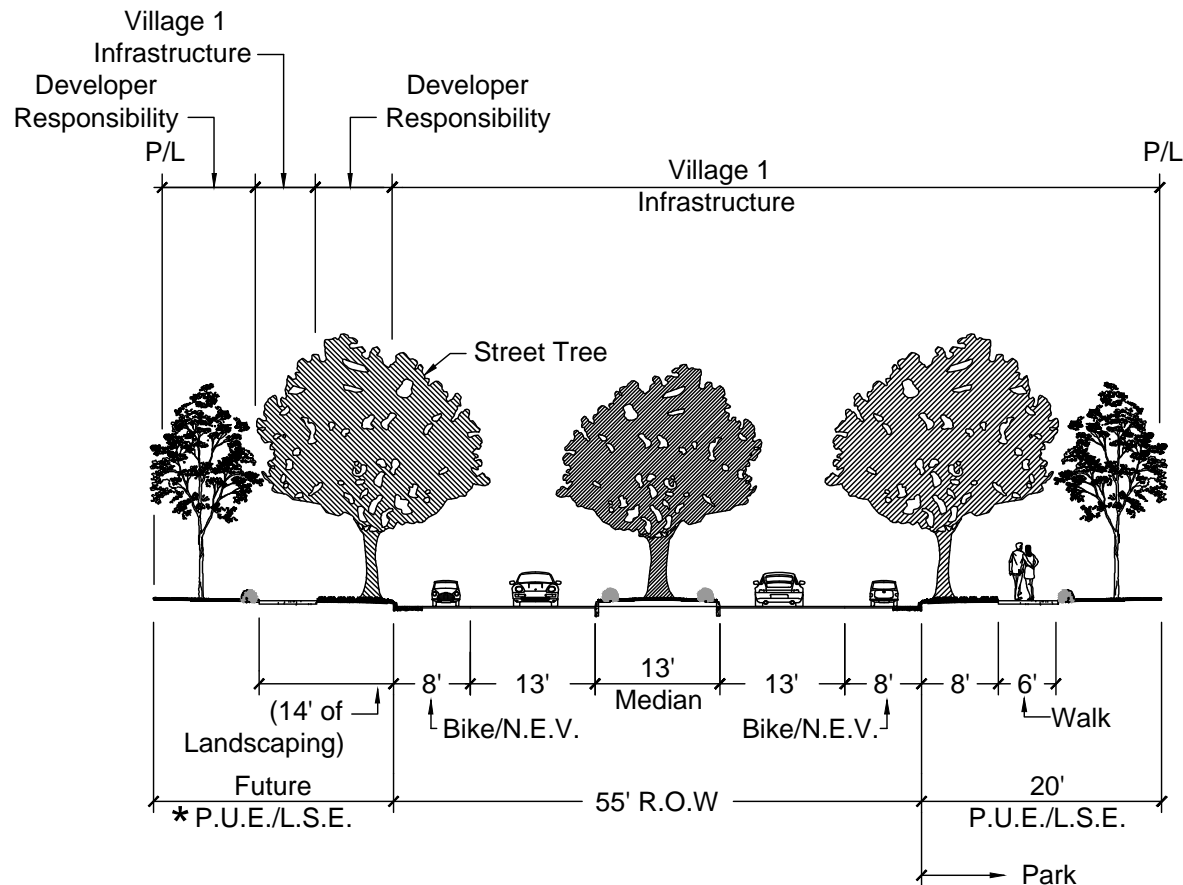 Village 1
Infrastructure
Developer
Responsibility
Developer
Responsibility
P/L
Village 1
Infrastructure
P/L
Street Tree
8'
13'
13'
Median
13'
8'
8'
6'
(14' of
Landscaping)
Bike/N.E.V.
Bike/N.E.V.
Walk
Future
* P.U.E./L.S.E.
55' R.O.W
20'
P.U.E./L.S.E.
Park